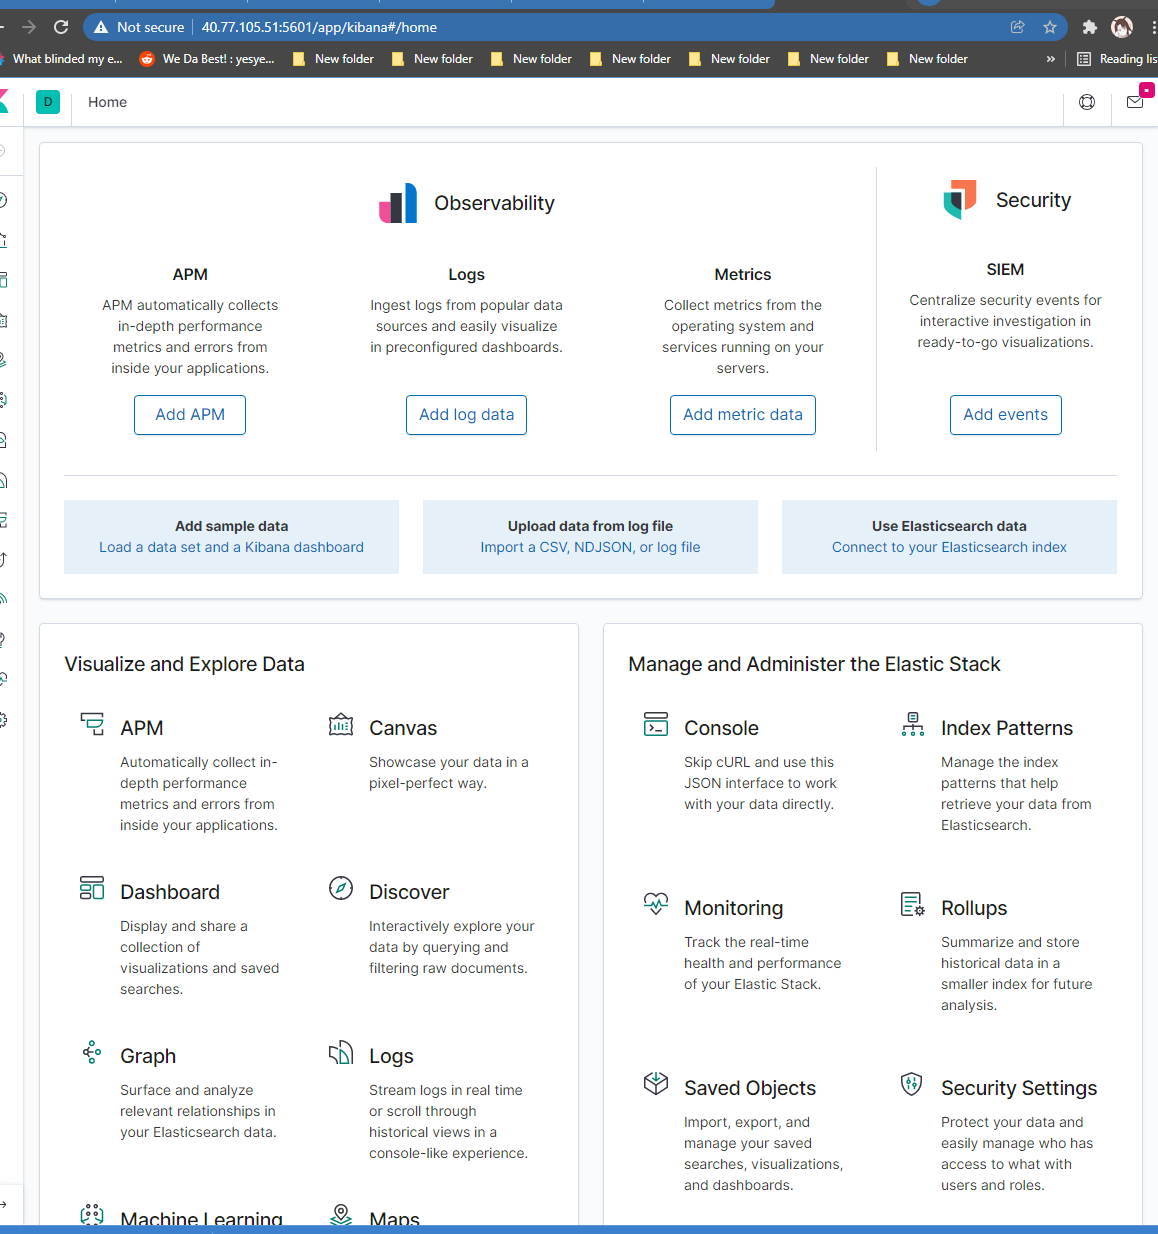 Not secure
40.77.105.51:5601/app/kibana#/home
What blinded my e...
We Da Best! : yesye...
New folder
New folder
New folder
New folder
New folder
New folder
New folder
»
Reading lis
D
Home
Observability
Security
APM
APM automatically collects
in-depth performance
metrics and errors from
inside your applications.
Add APM
Logs
Ingest logs from popular data
sources and easily visualize
in preconfigured dashboards.
Add log data
Metrics
Collect metrics from the
operating system and
services running on your
servers.
Add metric data
SIEM
Centralize security events for
interactive investigation in
ready-to-go visualizations.
Add events
Add sample data
Load a data set and a Kibana dashboard
Upload data from log file
Import a CSV, NDJSON, or log file
Use Elasticsearch data
Connect to your Elasticsearch index
Visualize and Explore Data
APM
Automatically collect in-
depth performance
metrics and errors from
inside your applications.
Canvas
Showcase your data in a
pixel-perfect way.
Dashboard
Display and share a
collection of
visualizations and saved
searches.
Discover
Interactively explore your
data by querying and
filtering raw documents.
Graph
Surface and analyze
relevant relationships in
your Elasticsearch data.
Logs
Stream logs in real time
or scroll through
historical views in a
console-like experience.
Machine Learning
Maps
Manage and Administer the Elastic Stack
Console
Skip cURL and use this
JSON interface to work
with your data directly.
Index Patterns
Manage the index
patterns that help
retrieve your data from
Elasticsearch.
Monitoring
Track the real-time
health and performance
of your Elastic Stack.
Rollups
Summarize and store
historical data in a
smaller index for future
analysis.
Saved Objects
Import, export, and
manage your saved
searches, visualizations,
and dashboards.
Security Settings
Protect your data and
easily manage who has
access to what with
users and roles.